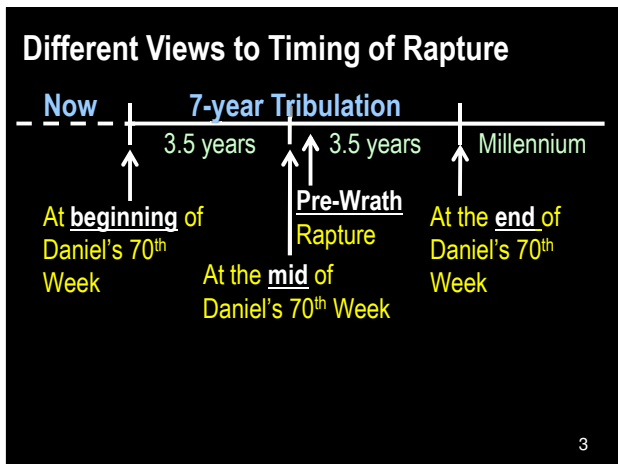 Different Views to Timing of Rapture
Now 7-year Tribulation
3.5 years 3.5 years Millennium
At beginning of
Daniel's 70th
Week
Pre-Wrath
Rapture
At the mid of
Daniel's 70th Week
At the end of
Daniel's 70th
Week
3